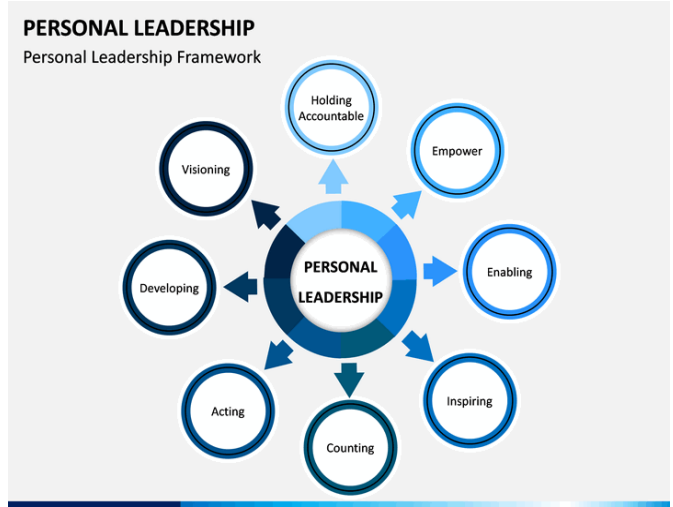 PERSONAL LEADERSHIP
Personal Leadership Framework
Holding
Accountable
Empower
Visioning
Enabling
PERSONAL
LEADERSHIP
Developing
Inspiring
Acting
Counting